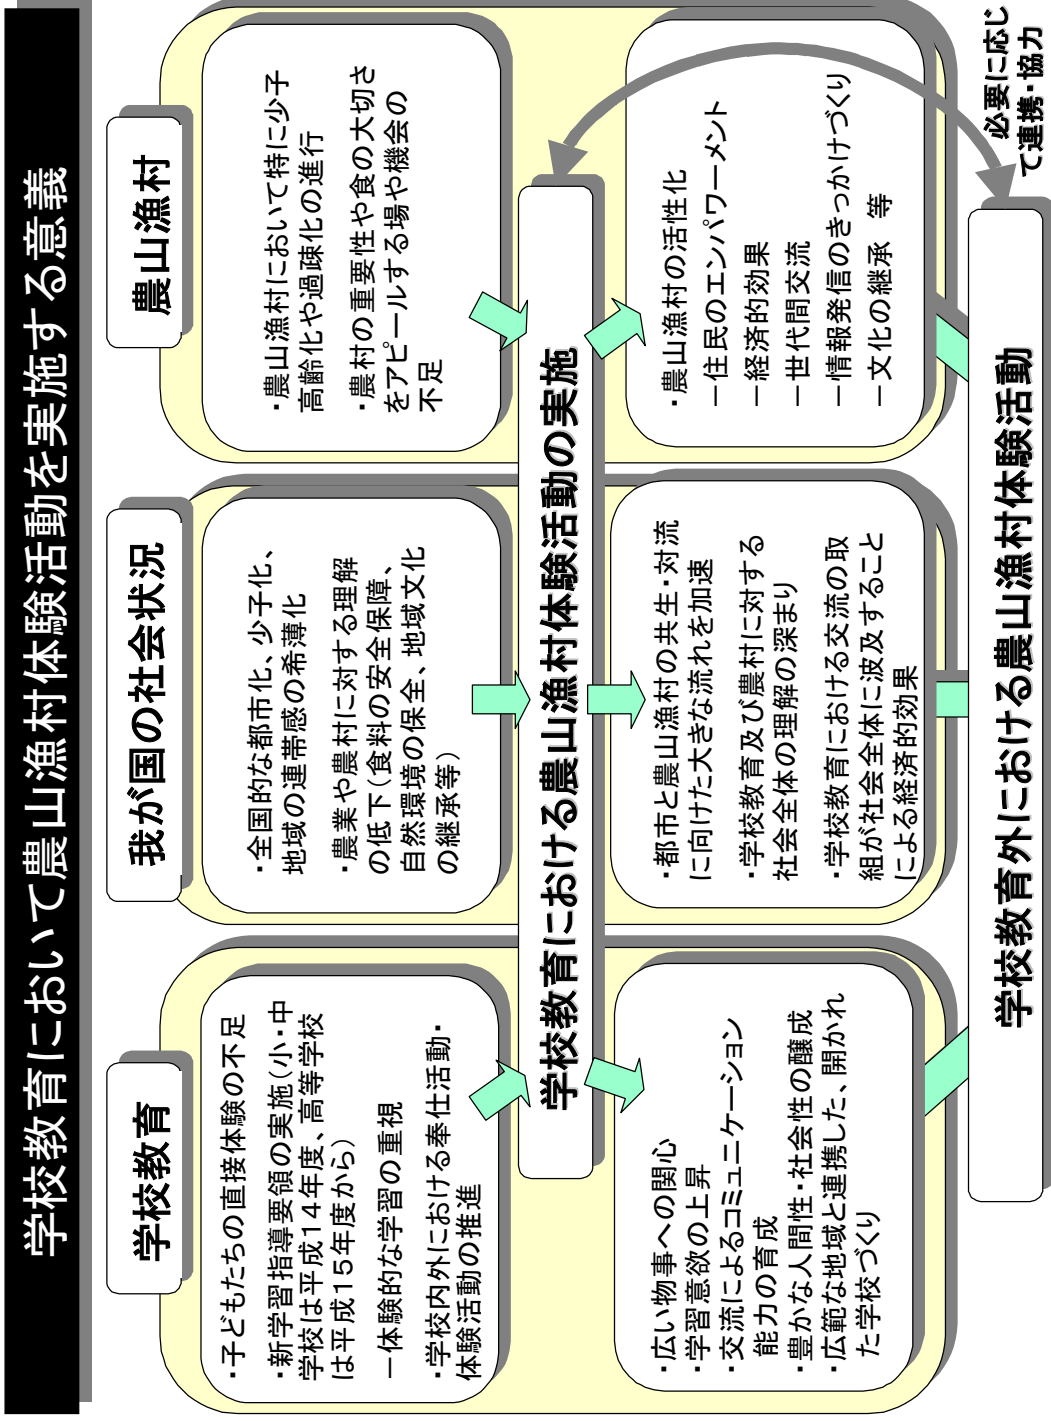 学校教育において農山漁村体験活動を実施する意義
学校教育
・子どもたちの直接体験の不足
・新学習指導要領の実施（小・中
学校は平成１４年度、高等学校
は平成１５年度から）
－体験的な学習の重視
・学校内外における奉仕活動・
体験活動の推進
我が国の社会状況
・全国的な都市化、少子化、
地域の連帯感の希薄化
・農業や農村に対する理解
の低下（食料の安全保障、
自然環境の保全、地域文化
の継承等）
農山漁村
・農山漁村において特に少子
高齢化や過疎化の進行
・農村の重要性や食の大切さ
をアピールする場や機会の
不足
学校教育における農山漁村体験活動の実施
・広い物事への関心
・学習意欲の上昇
・交流によるコミュニケーション
能力の育成
・豊かな人間性・社会性の醸成
・広範な地域と連携した、開かれ
た学校づくり
・都市と農山漁村の共生・対流
に向けた大きな流れを加速
・学校教育及び農村に対する
社会全体の理解の深まり
・学校教育における交流の取
組が社会全体に波及すること
による経済的効果
・農山漁村の活性化
－住民のエンパワーメント
－経済的効果
－世代間交流
－情報発信のきっかけづくり
－文化の継承　等
学校教育外における農山漁村体験活動
必要に応じ
て連携・協力